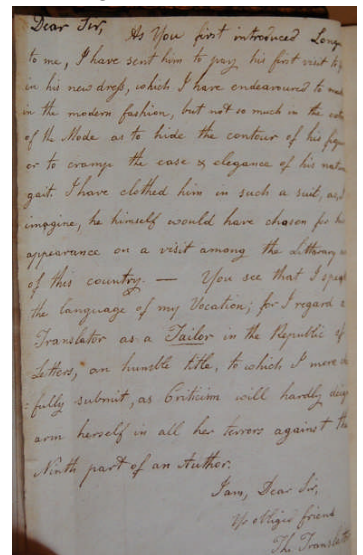 Dear Sir,
As You first introduced Long
to me, I have sent him to pay his first visit to
in his new dress, which I have endeavoured to
in the modern fashion, but not so much in the
of the Mode as to hide the contour of his
or to cramp the ease & elegance of his
gait. I have clothed him in such a suit, as, I
imagine, he himself would have chosen for his
appearance on a visit among the Litterary
of this country. — You see that I
the language of my Vocation; for I regard a
Translator as a Tailor in the Republic of
Letters, an humble title, to which I
=fully submit, as Criticism will hardly
arm herself in all her terrors against the
Ninth part of an Author.
I am, Dear Sir,
Yr obliged friend
The Translator